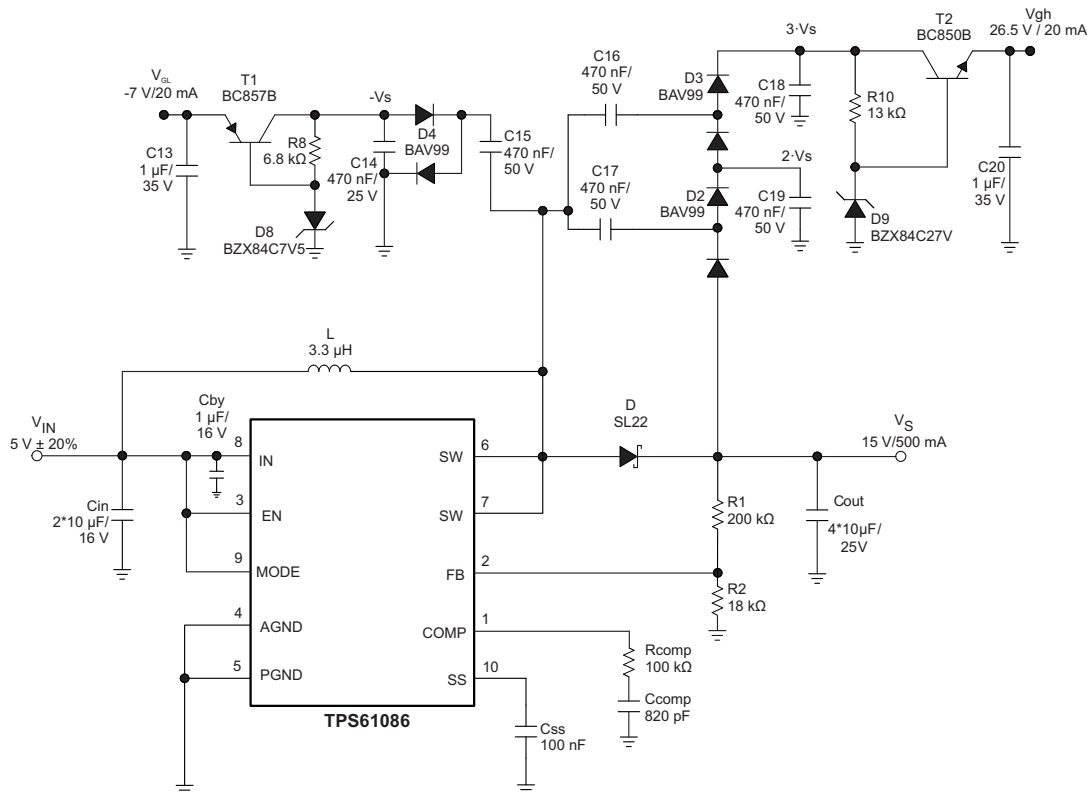 T2
BC850B
Vgh
26.5 V / 20 mA
3·Vs
C16
470 nF/
50 V
D3
BAV99
C18
470 nF/
50 V
R10
13 kΩ
V_GL
-7 V/20 mA
T1
BC857B
-Vs
C13
1 µF/
35 V
R8
6.8 kΩ
C14
470 nF/
25 V
D4
BAV99
C15
470 nF/
50 V
C17
470 nF/
50 V
2·Vs
D2
BAV99
C19
470 nF/
50 V
C20
1 µF/
35 V
D8
BZX84C7V5
D9
BZX84C27V
L
3.3 µH
Cby
1 µF/
16 V
V_IN
5 V ± 20%
D
SL22
V_S
15 V/500 mA
8
IN
6
SW
3
EN
7
SW
Cin
2*10 µF/
16 V
R1
200 kΩ
Cout
4*10µF/
25V
9
MODE
2
FB
R2
18 kΩ
4
AGND
1
COMP
5
PGND
10
SS
Rcomp
100 kΩ
Ccomp
820 pF
TPS61086
Css
100 nF